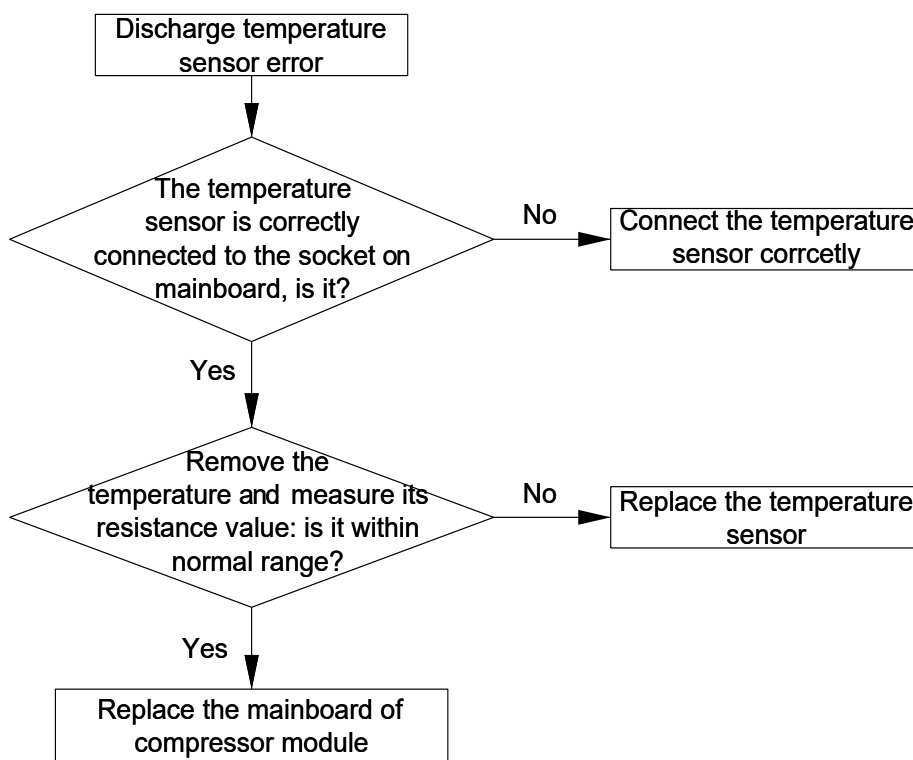 Discharge temperature
sensor error
The temperature
sensor is correctly
connected to the socket on
mainboard, is it?
No
Connect the temperature
sensor corrcetly
Yes
Remove the
temperature and measure its
resistance value: is it within
normal range?
No
Replace the temperature
sensor
Yes
Replace the mainboard of
compressor module